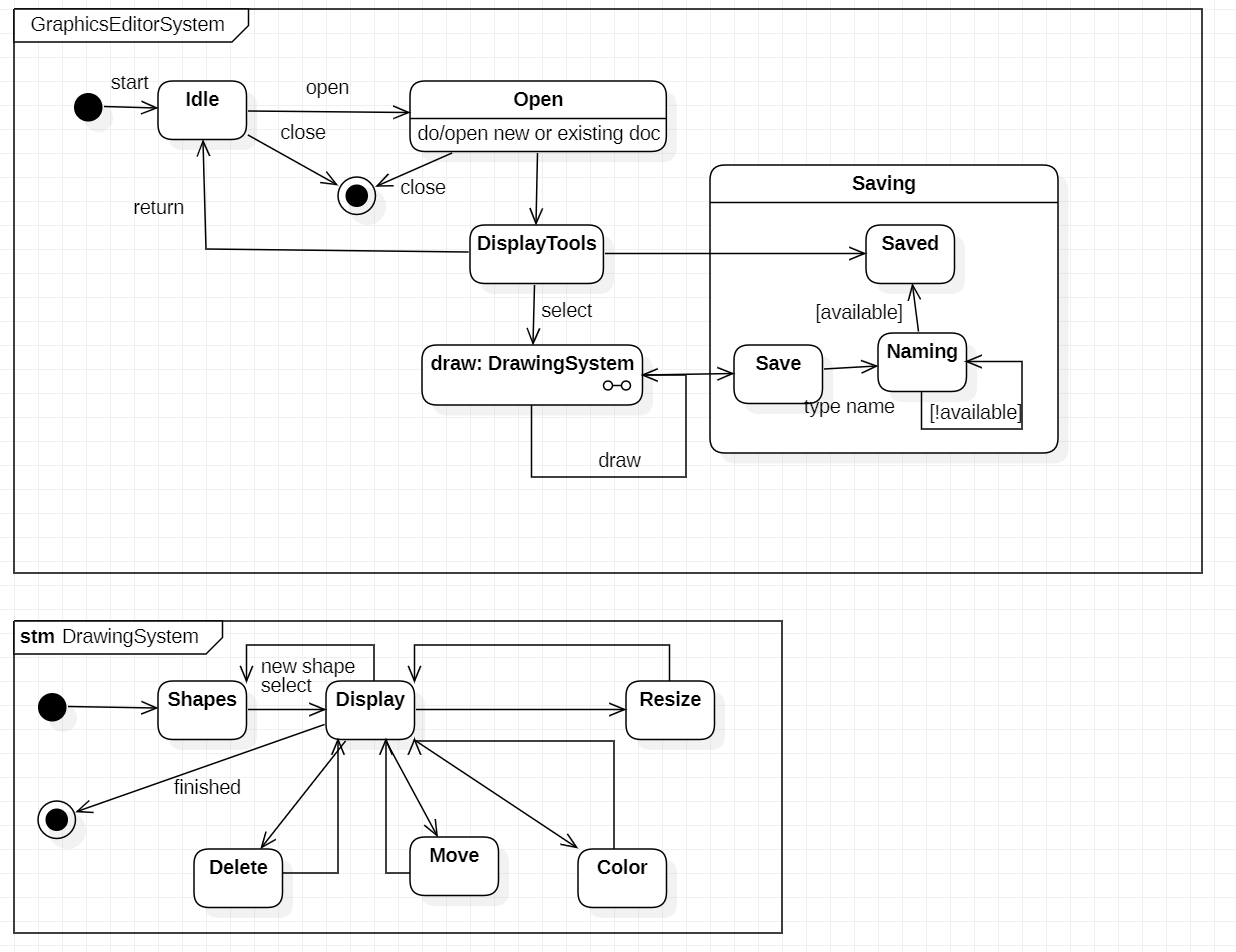 GraphicsEditorSystem
start
Idle
open
Open
do/open new or existing doc
close
close
return
Saving
DisplayTools
Saved
select
[available]
draw: DrawingSystem
Save
Naming
type name
[!available]
draw
stm DrawingSystem
new shape
select
Shapes
Display
Resize
finished
Delete
Move
Color